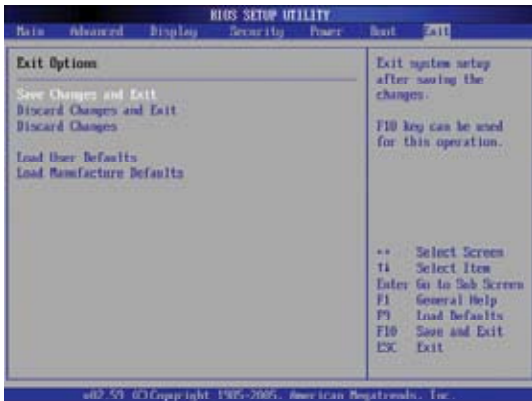 BIOS SETUP UTILITY
Main Advanced Display Security Power Boot Exit
Exit Options
Save Changes and Exit
Discard Changes and Exit
Discard Changes
Load User Defaults
Load Manufacture Defaults
Exit system setup
after saving the
changes.
F10 key can be used
for this operation.
↔ Select Screen
↑↓ Select Item
Enter Go to Sub Screen
F1 General Help
F9 Load Defaults
F10 Save and Exit
ESC Exit
v02.59 (C)Copyright 1985-2005, American Megatrends, Inc.